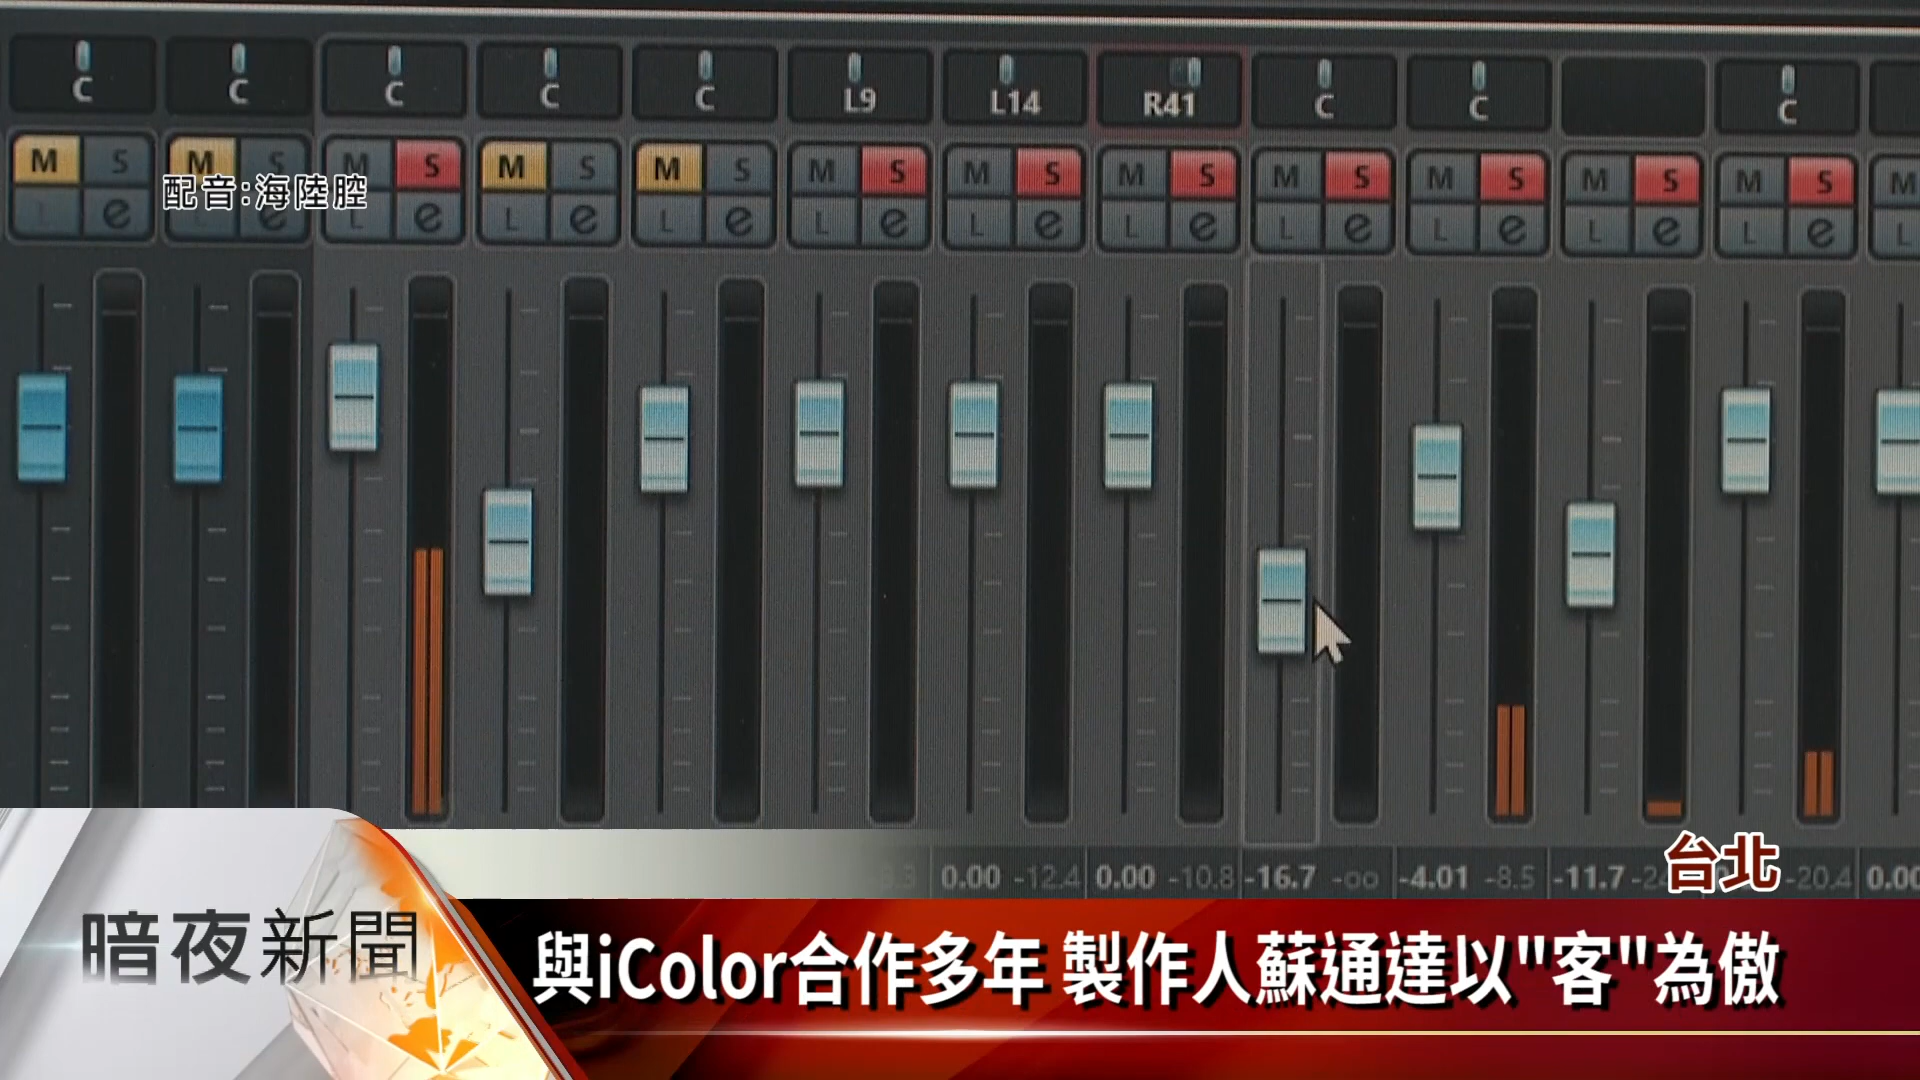 C C C C C L9 L14 R41 C C C
M S M S M S M S M S M S M S M S M S M S M S M S M
配音:海陸腔
L e L e L e L e L e L e L e L e L e L e L e L e L
台北
0.00 -12.4 0.00 -10.8 -16.7 -oo -4.01 -8.5 -11.7 -20.4 0.00
暗夜新聞
與iColor合作多年 製作人蘇通達以"客"為傲